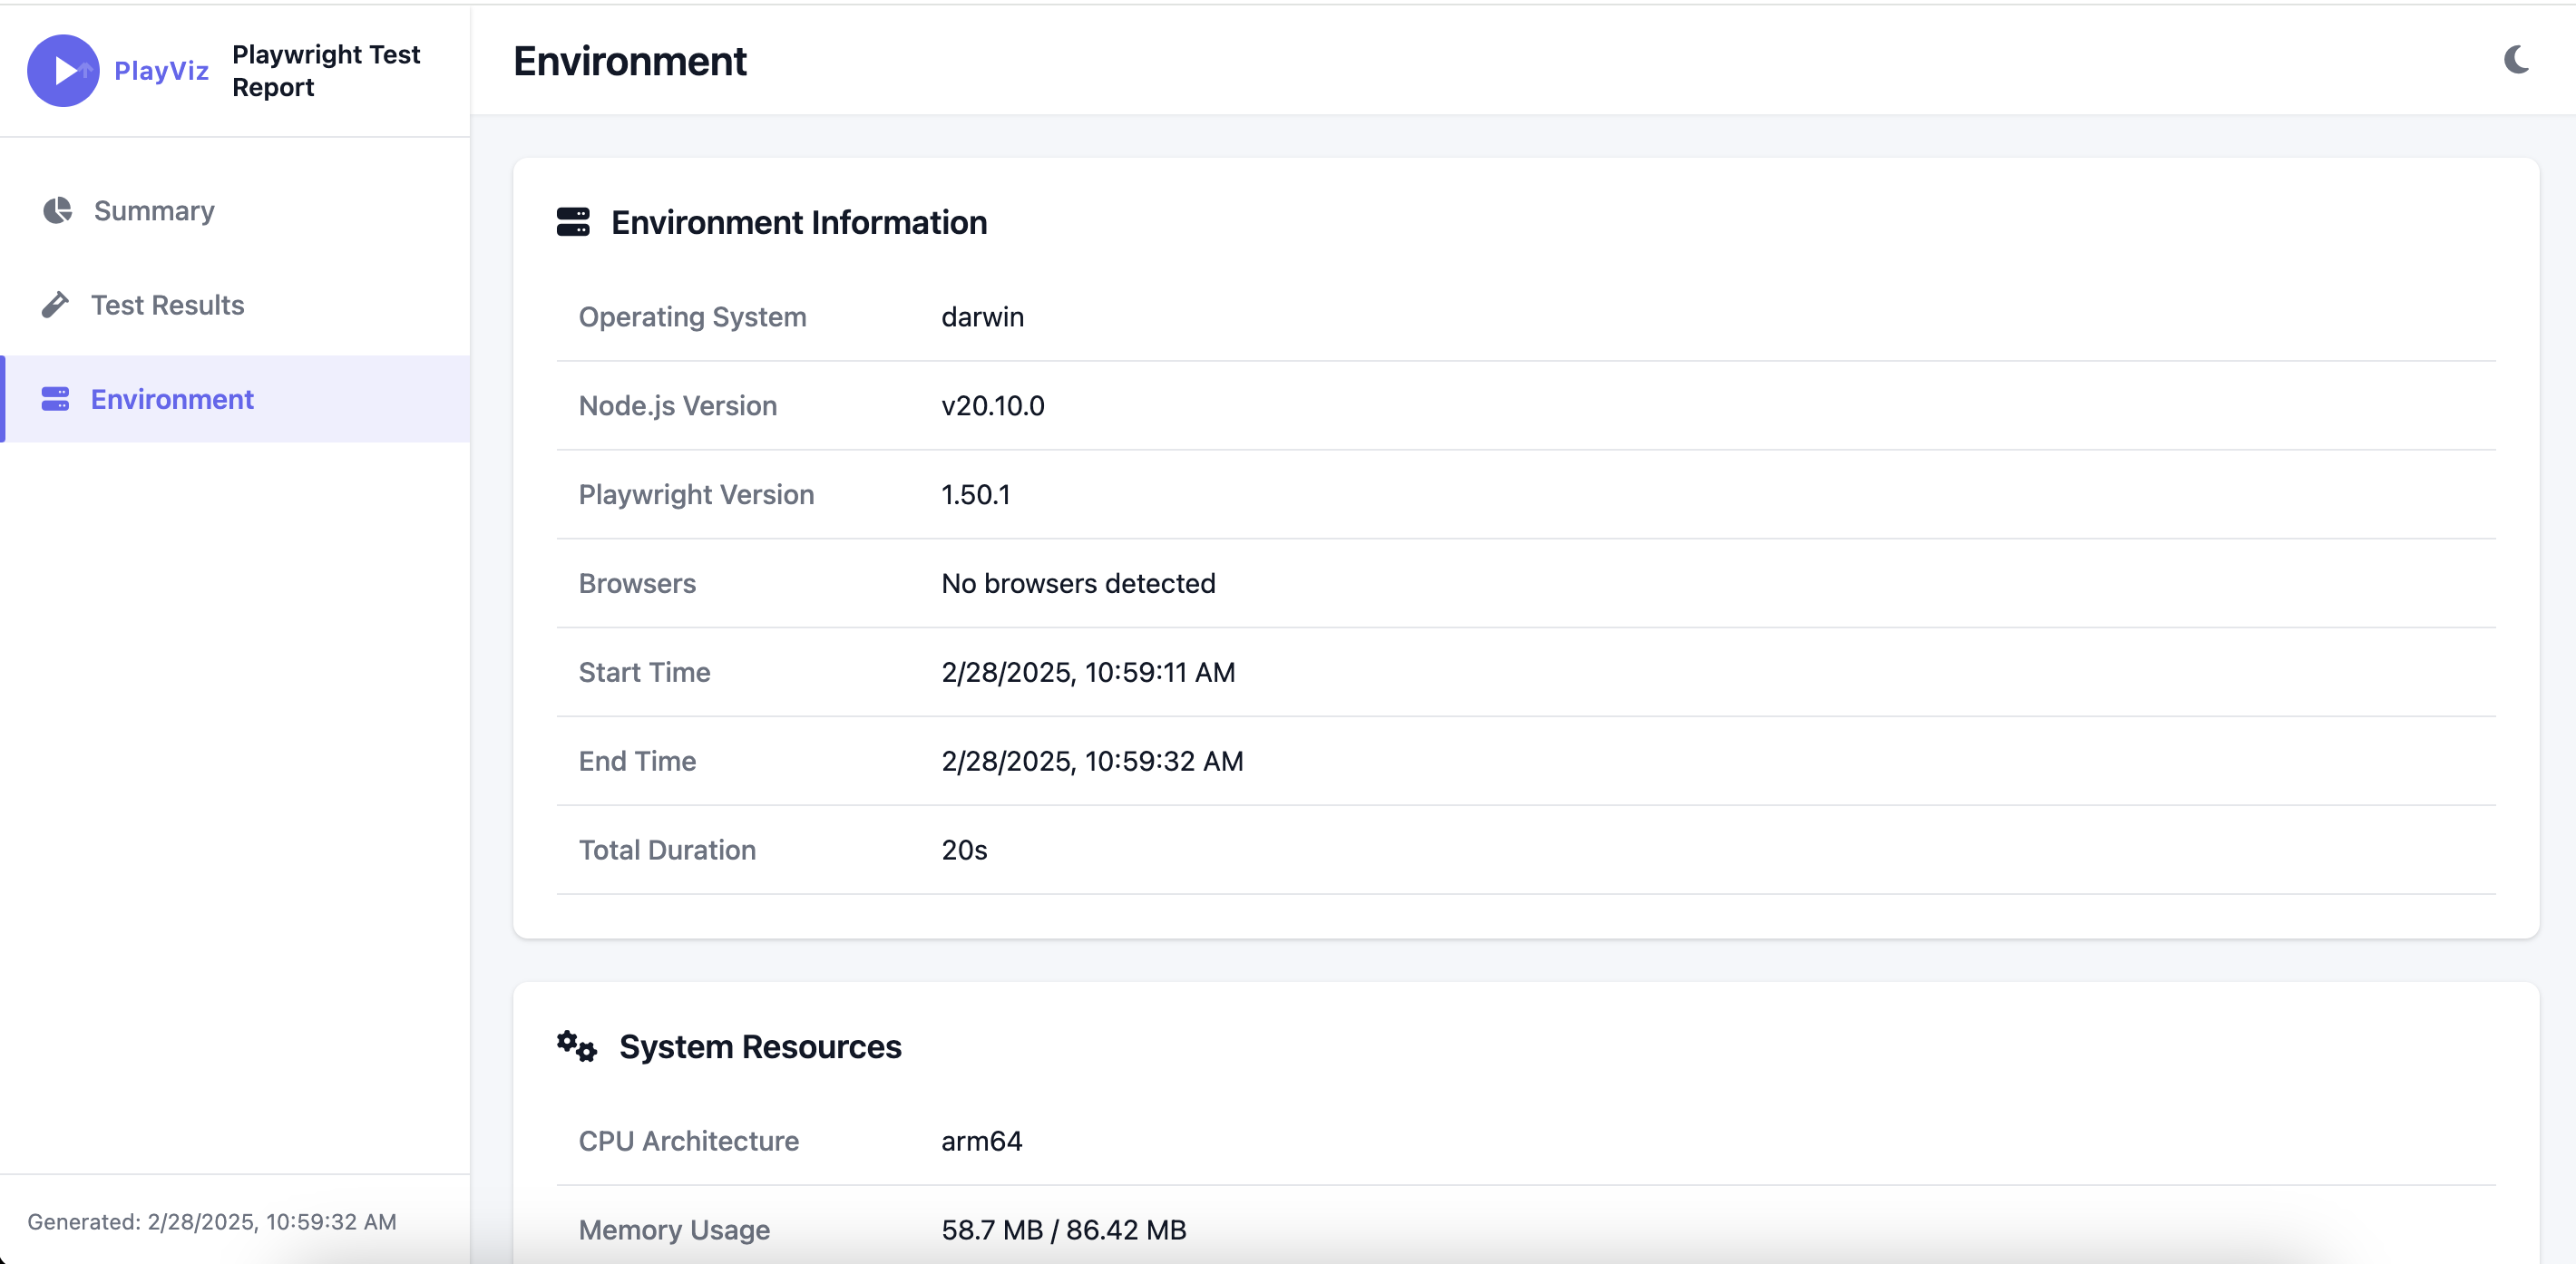 PlayViz
Playwright Test
Report
Summary
Test Results
Environment
Generated: 2/28/2025, 10:59:32 AM
Environment
Environment Information
Operating System darwin
Node.js Version v20.10.0
Playwright Version 1.50.1
Browsers No browsers detected
Start Time 2/28/2025, 10:59:11 AM
End Time 2/28/2025, 10:59:32 AM
Total Duration 20s
System Resources
CPU Architecture arm64
Memory Usage 58.7 MB / 86.42 MB